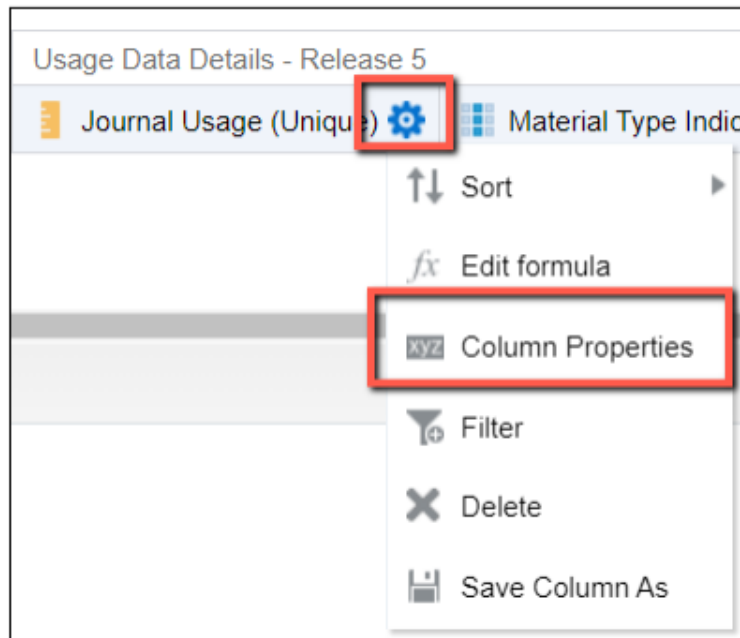 Usage Data Details - Release 5
Journal Usage (Unique) Material Type Indic
Sort
fx Edit formula
xyz Column Properties
Filter
Delete
Save Column As